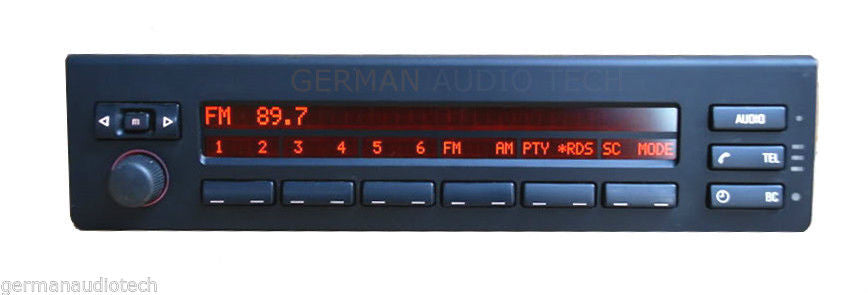 GERMAN AUDIO TECH
FM 89.7
1 2 3 4 5 6 FM AM PTY *RDS SC MODE
m
AUDIO
TEL
BC
germanaudiotech